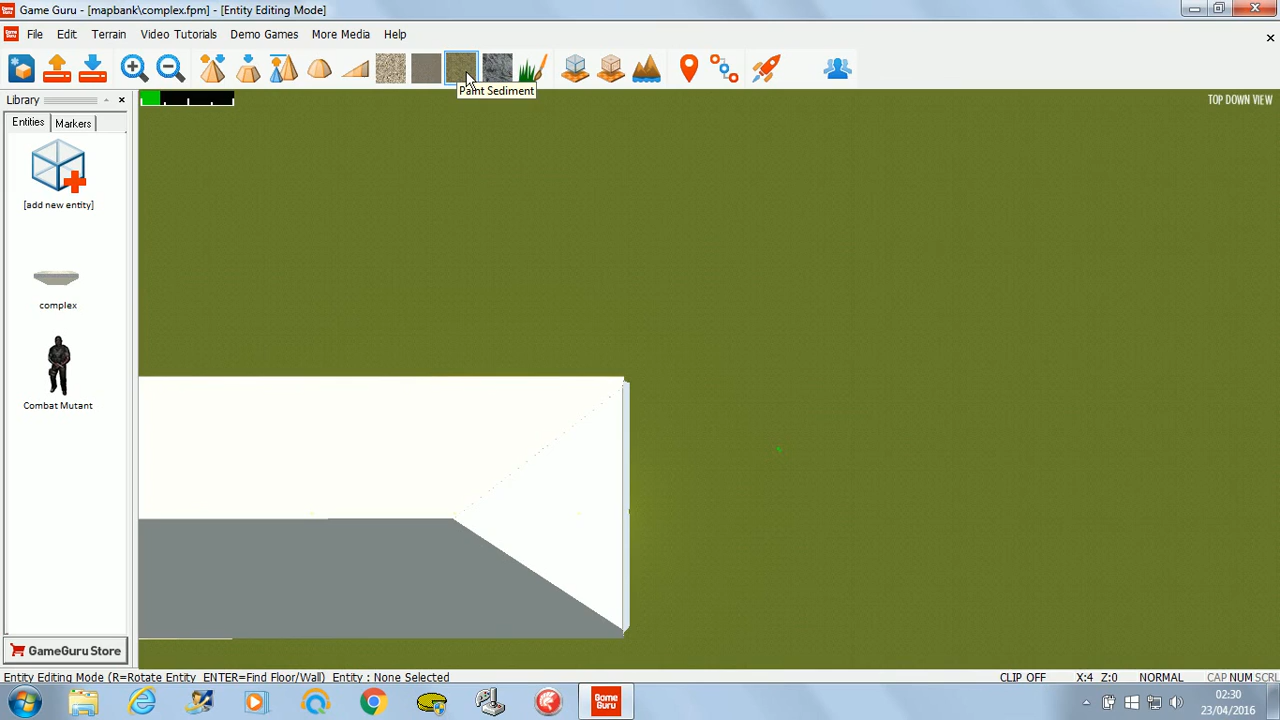 Game Guru - [mapbank\complex.fpm] - [Entity Editing Mode]
File Edit Terrain Video Tutorials Demo Games More Media Help
Paint Sediment
Library
TOP DOWN VIEW
Entities Markers
[add new entity]
complex
Combat Mutant
GameGuru Store
Entity Editing Mode (R=Rotate Entity ENTER=Find Floor/Wall) Entity : None Selected CLIP OFF X:4 Z:0 NORMAL CAP NUM SCRL
GAME GURU
02:30
23/04/2016